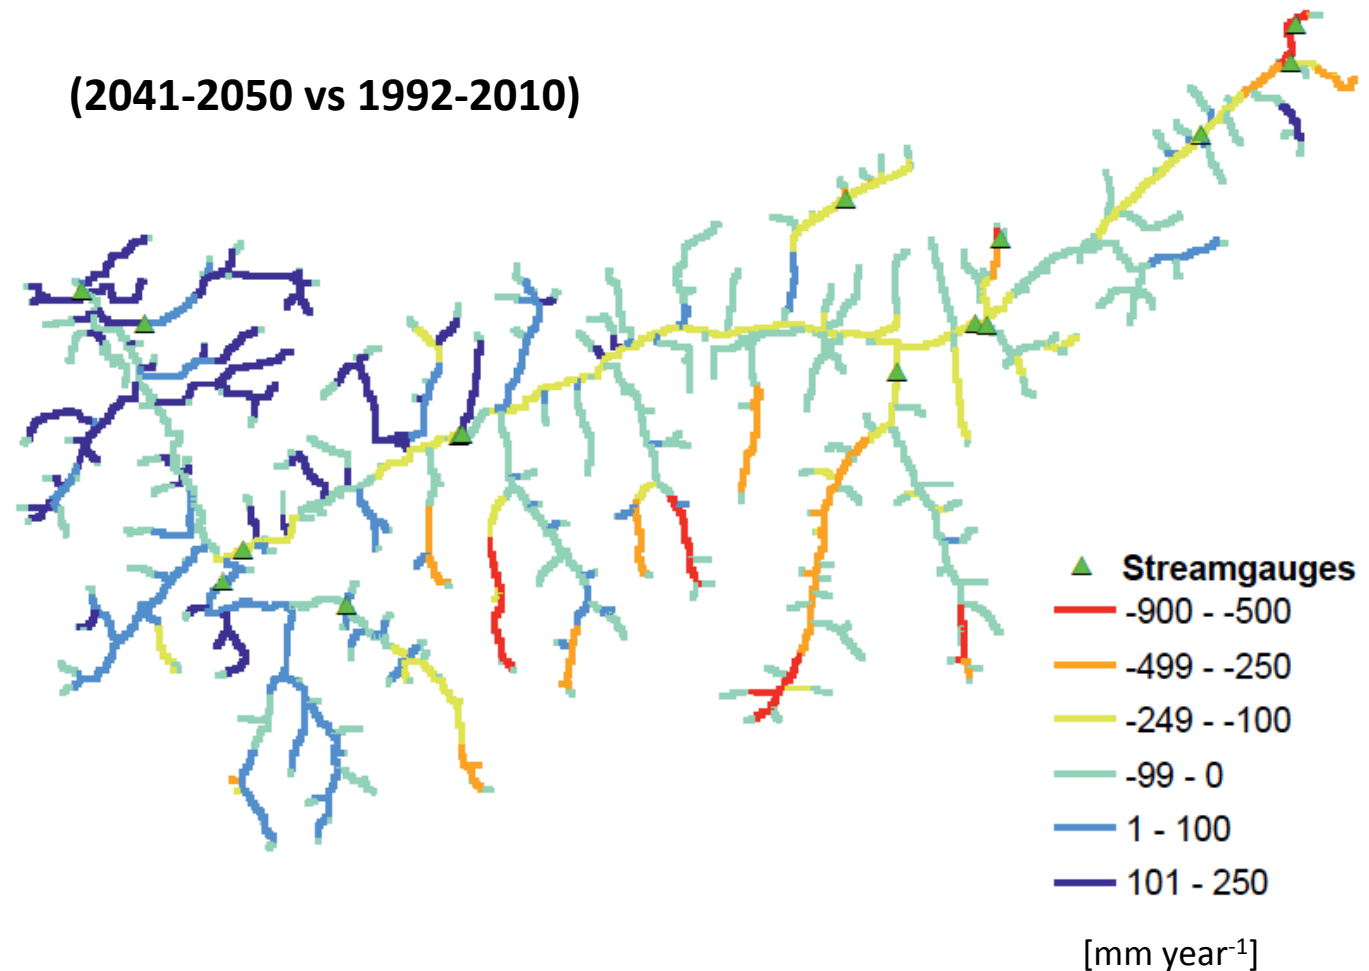 (2041-2050 vs 1992-2010)
Streamgauges
-900 - -500
-499 - -250
-249 - -100
-99 - 0
1 - 100
101 - 250
[mm year⁻¹]